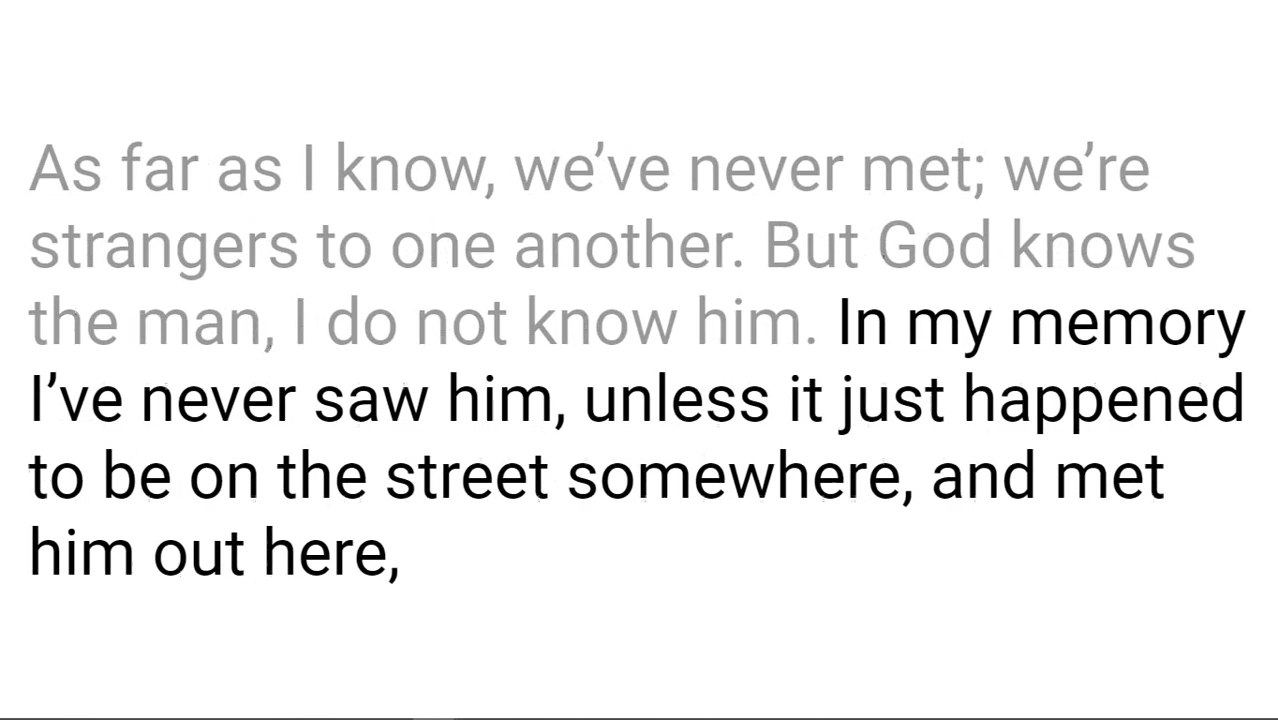 As far as I know, we’ve never met; we’re
strangers to one another. But God knows
the man, I do not know him. In my memory
I’ve never saw him, unless it just happened
to be on the street somewhere, and met
him out here,